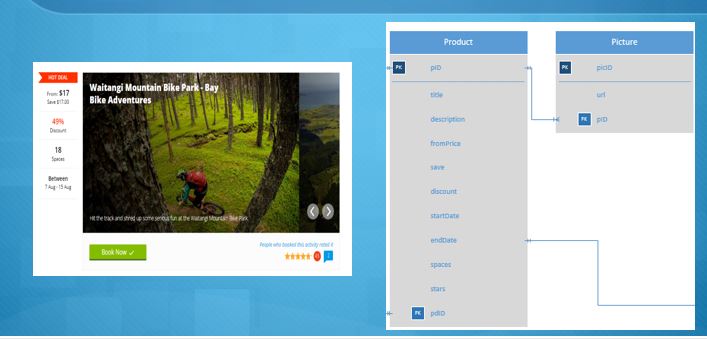 HOT DEAL
From: $17
Save $17.00
49%
Discount
18
Spaces
Between
7 Aug - 15 Aug
Waitangi Mountain Bike Park - Bay
Bike Adventures
Hit the track and shred up some serious fun at the Waitangi Mountain Bike Park.
Book Now
People who booked this activity rated it
Product
PK pID
title
description
fromPrice
save
discount
startDate
endDate
spaces
stars
PK pdID
Picture
PK picID
url
PK pID